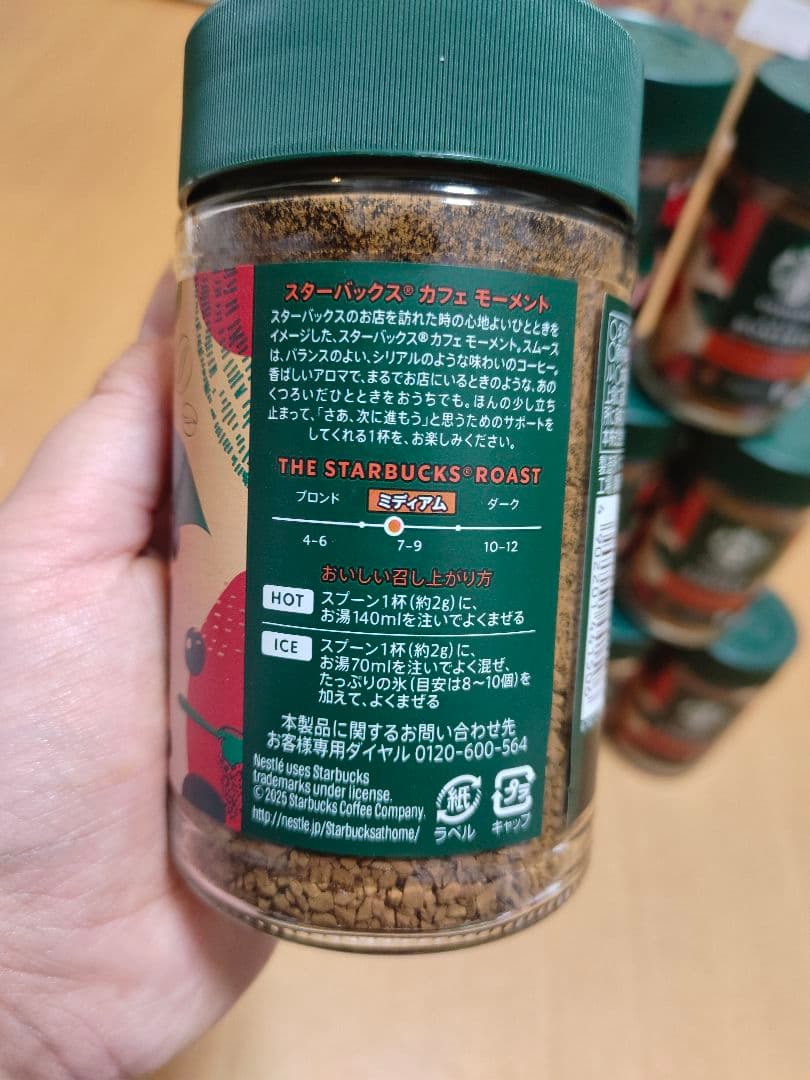 スターバックス® カフェ モーメント
スターバックスのお店を訪れた時の心地よいひとときを
イメージした、スターバックス® カフェ モーメント。スムース
は、バランスのよい、シリアルのような味わいのコーヒー。
香ばしいアロマで、まるでお店にいるときのような、あの
くつろいだひとときをおうちでも。ほんの少し立ち
止まって、「さあ、次に進もう」と思うためのサポートを
してくれる1杯を、お楽しみください。
THE STARBUCKS® ROAST
ブロンド ミディアム ダーク
4-6 7-9 10-12
おいしい召し上がり方
HOT スプーン1杯(約2g)に、
お湯140mlを注いでよくまぜる
ICE スプーン1杯(約2g)に、
お湯70mlを注いでよく混ぜ、
たっぷりの氷(目安は8～10個)を
加えて、よくまぜる
本製品に関するお問い合わせ先
お客様専用ダイヤル 0120-600-564
Nestlé uses Starbucks
trademarks under license.
© 2025 Starbucks Coffee Company.
http://nestle.jp/Starbucksathome/
紙 プラ
ラベル キャップ